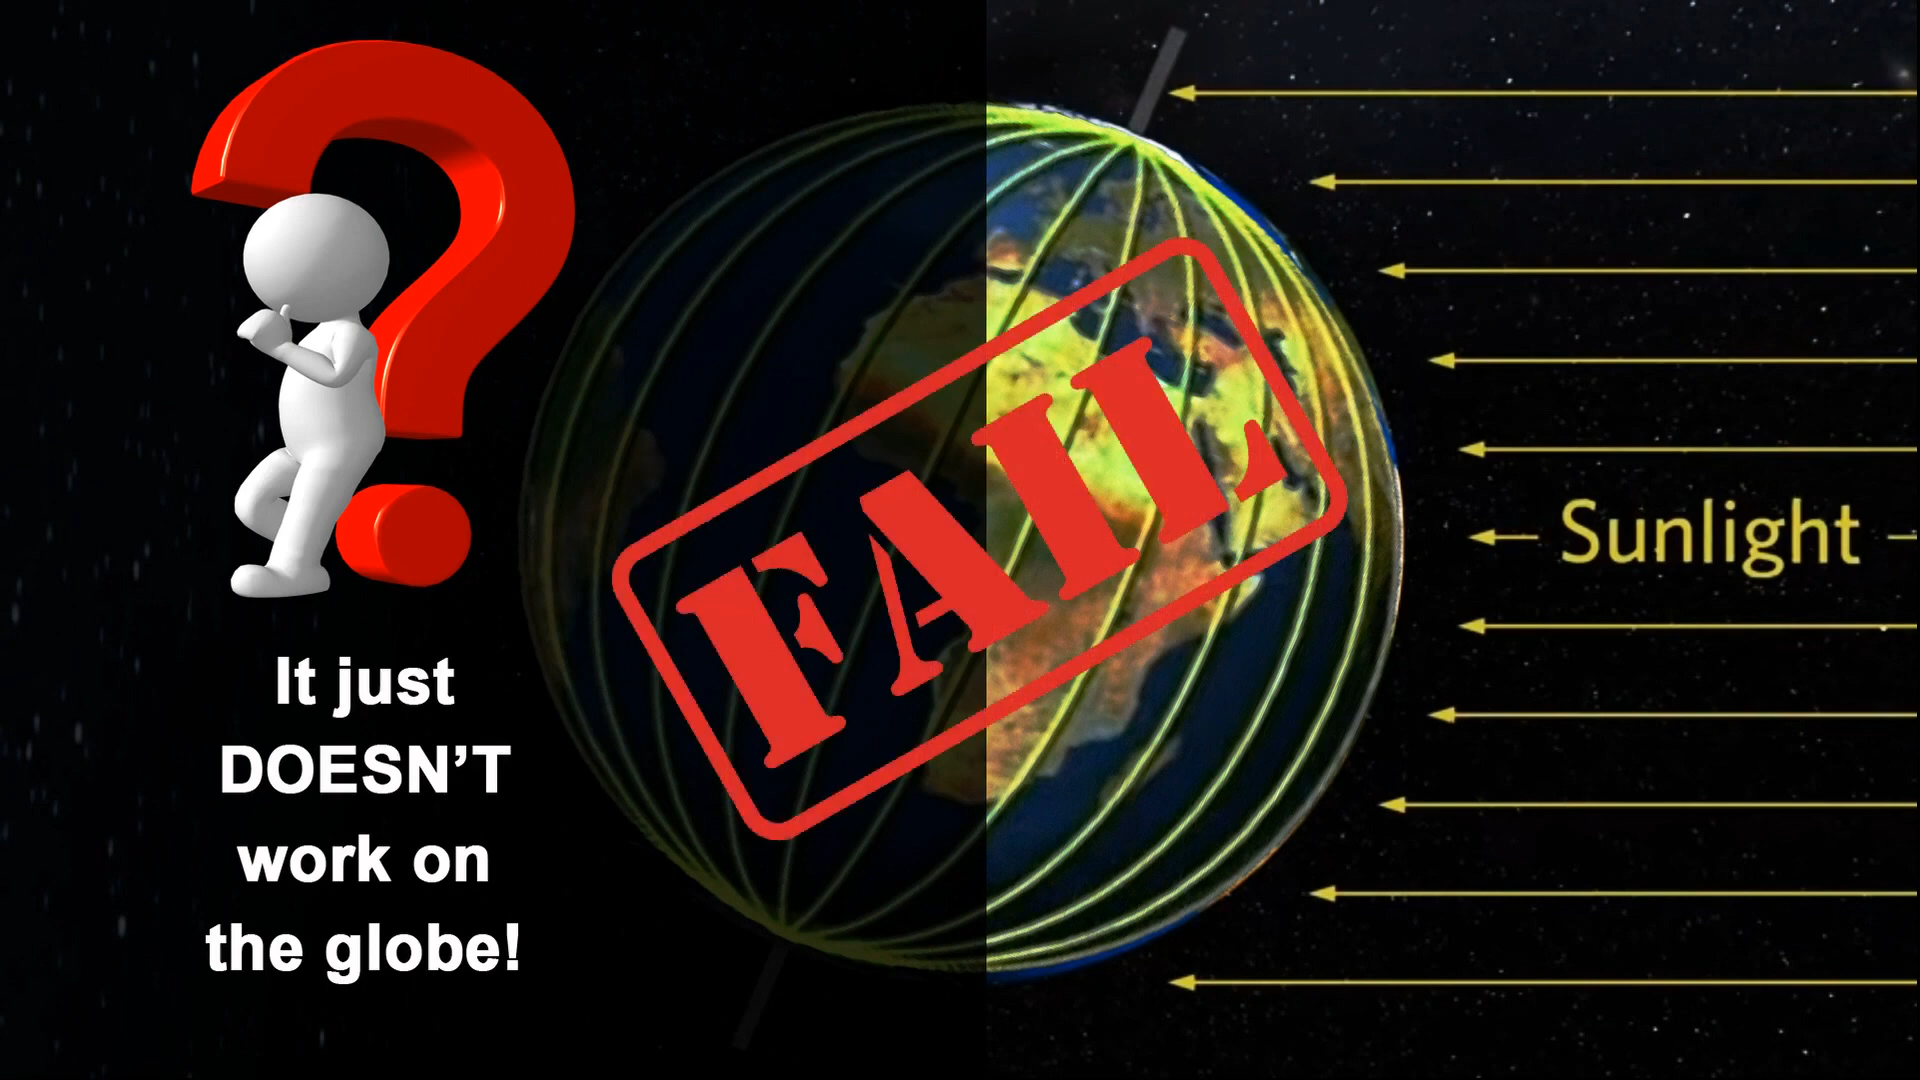 It just
DOESN’T
work on
the globe!
FAIL
Sunlight